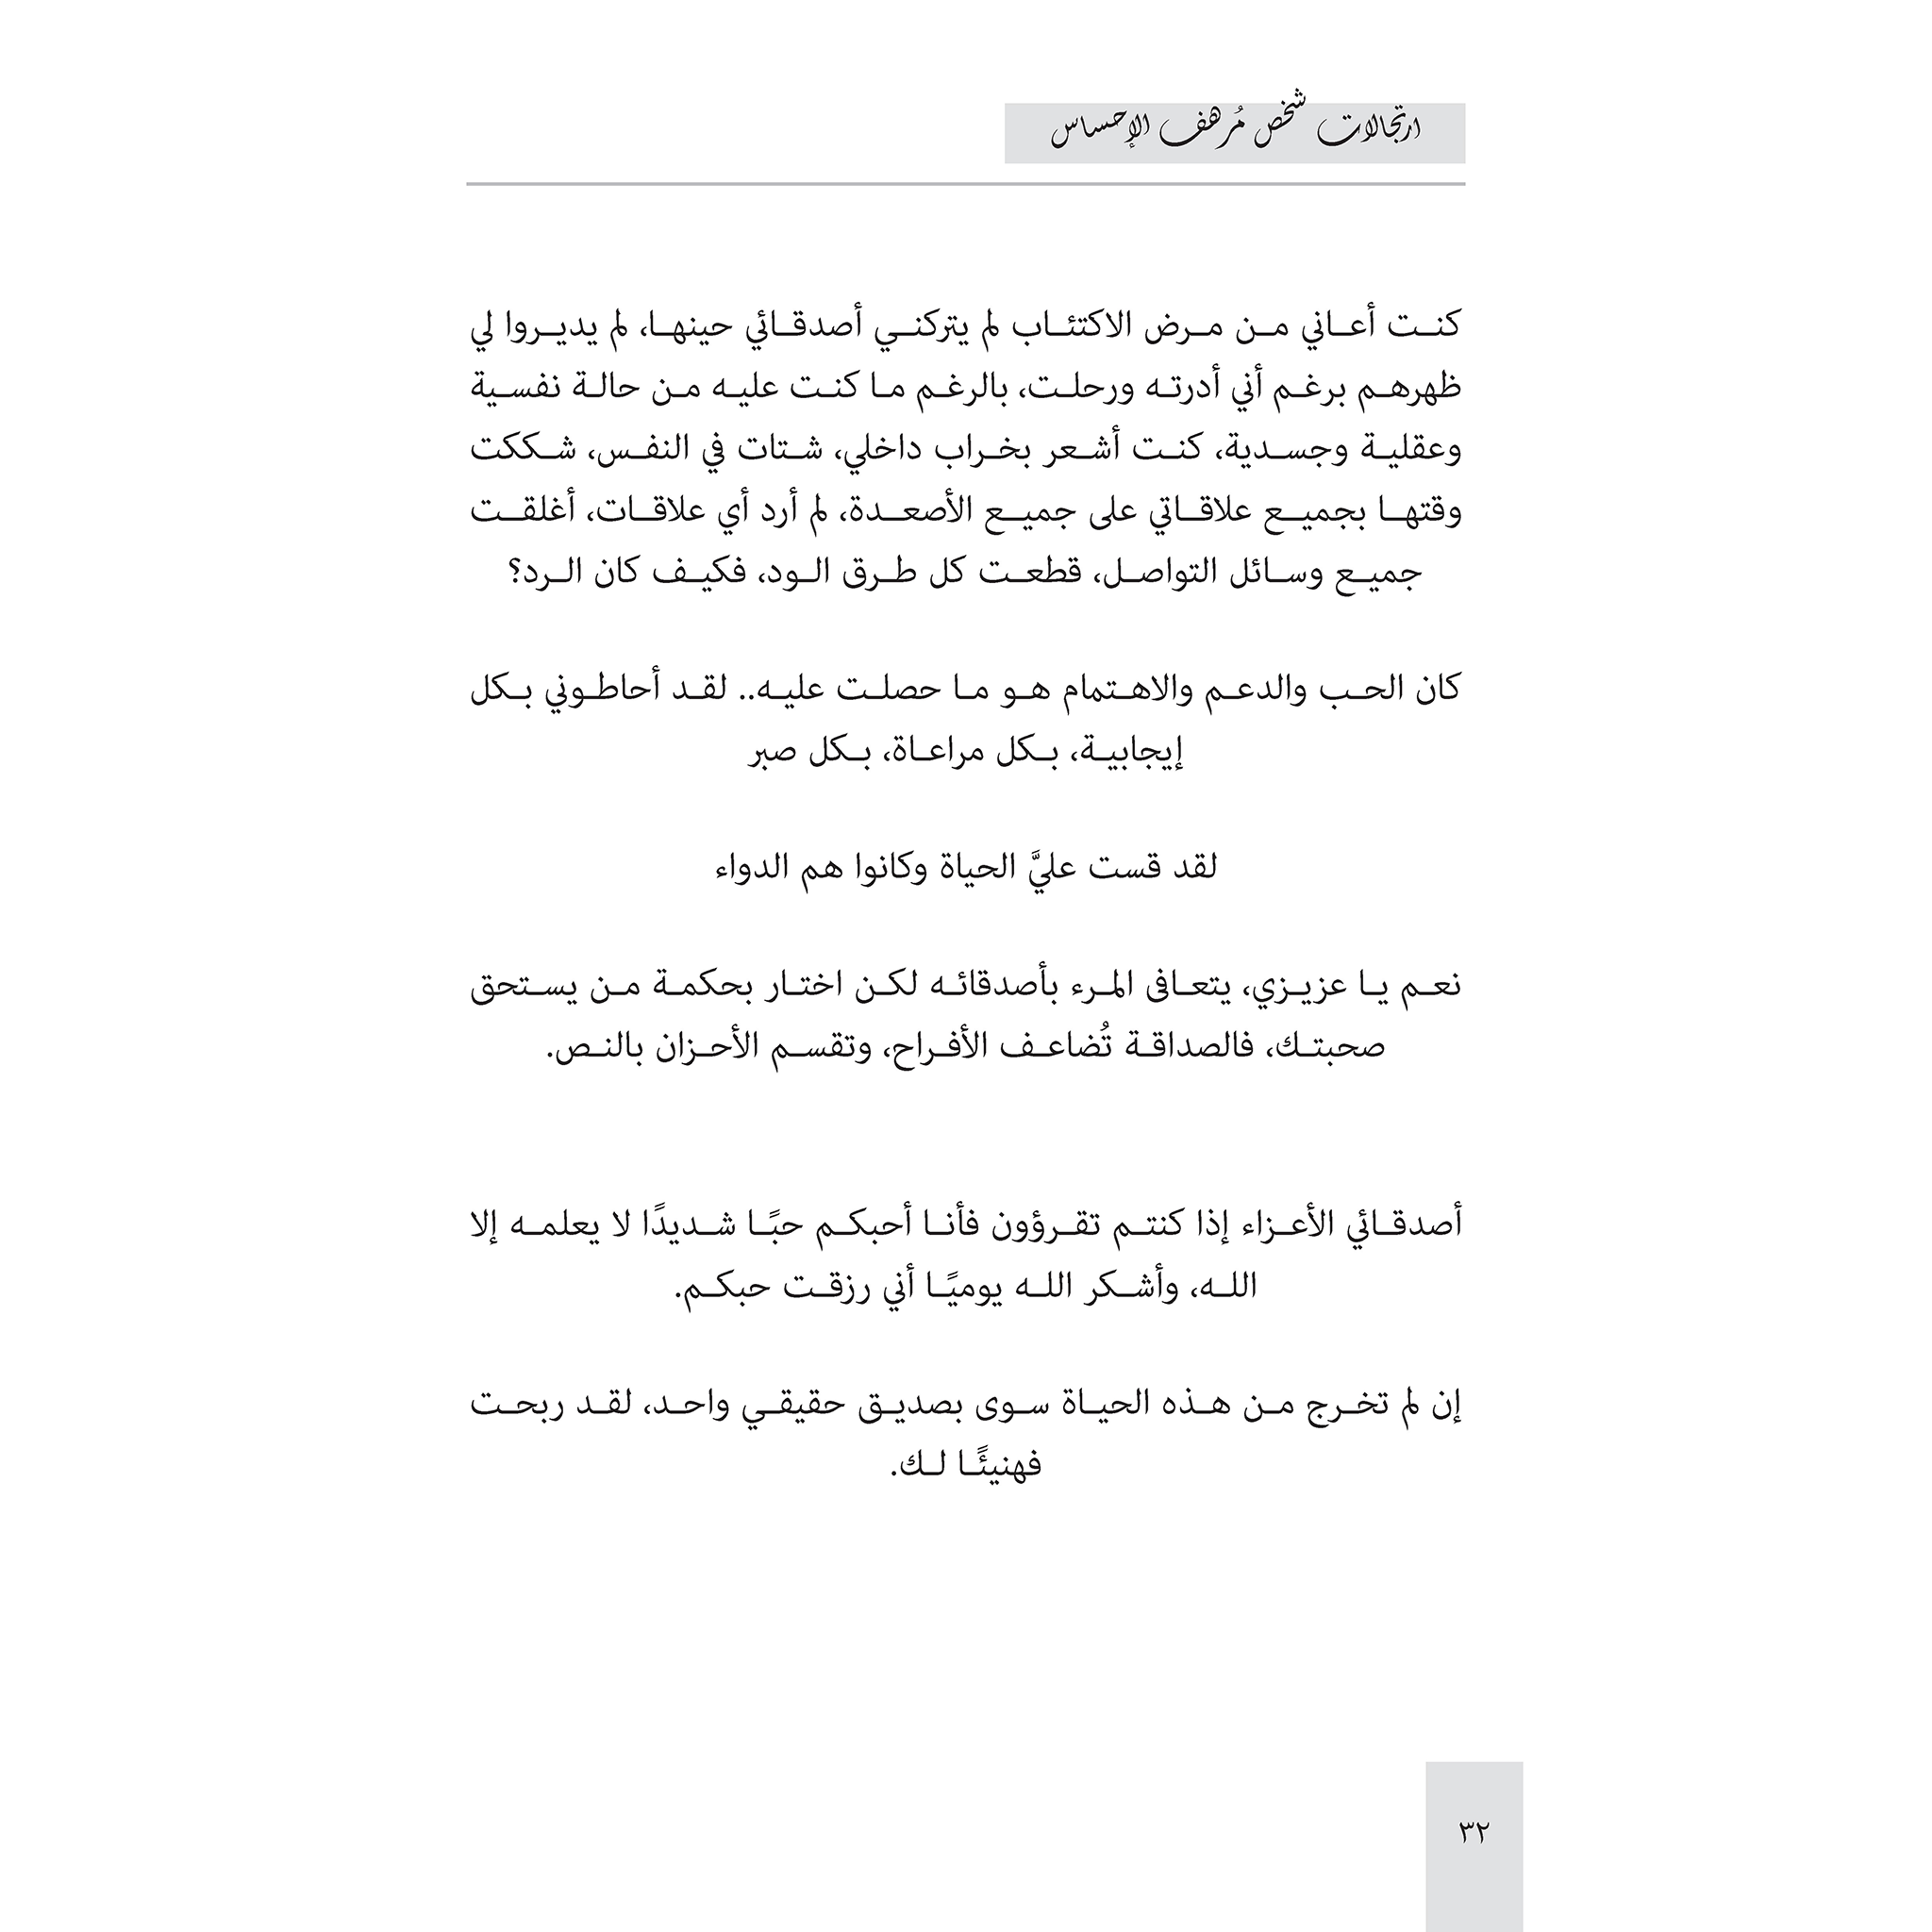 ارتجالات شخص مُرهف الإحساس
كنت أعاني من مرض الاكتئاب لم يتركني أصدقائي حينها، لم يديروا لي
ظهرهم برغم أني أدرته ورحلت، بالرغم ما كنت عليه من حالة نفسية
وعقلية وجسدية، كنت أشعر بخراب داخلي، شتات في النفس، شككت
وقتها بجميع علاقاتي على جميع الأصعدة، لم أرد أي علاقات، أغلقت
جميع وسائل التواصل، قطعت كل طرق الود، فكيف كان الرد؟
كان الحب والدعم والاهتمام هو ما حصلت عليه.. لقد أحاطوني بكل
إيجابية، بكل مراعاة، بكل صبر
لقد قست عليَّ الحياة وكانوا هم الدواء
نعم يا عزيزي، يتعافى المرء بأصدقائه لكن اختار بحكمة من يستحق
صحبتك، فالصداقة تُضاعف الأفراح، وتقسم الأحزان بالنص.
أصدقائي الأعزاء إذا كنتم تقرؤون فأنا أحبكم حبًا شديدًا لا يعلمه إلا
الله، وأشكر الله يوميًا أني رزقت حبكم.
إن لم تخرج من هذه الحياة سوى بصديق حقيقي واحد، لقد ربحت
فهنيئًا لك.
٣٢